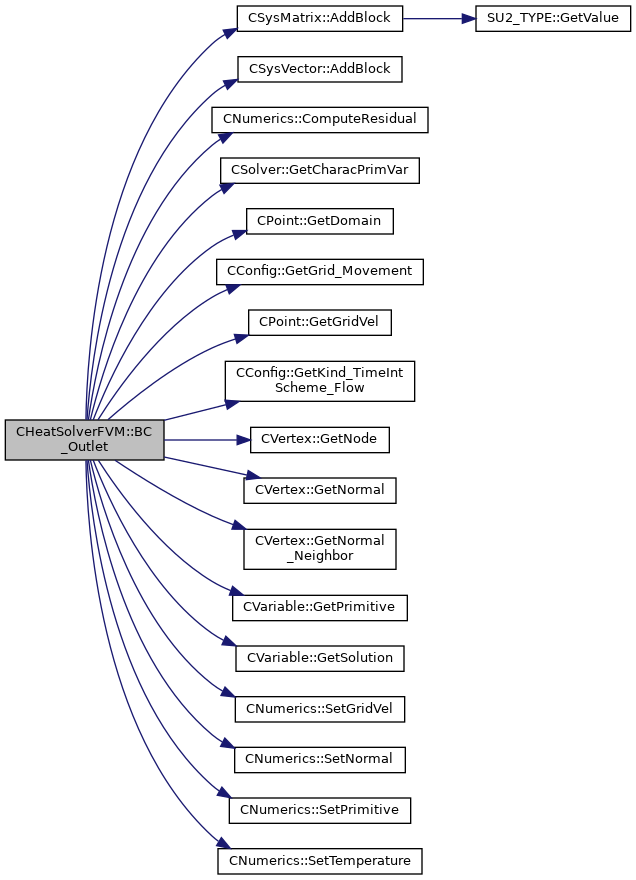 CSysMatrix::AddBlock
SU2_TYPE::GetValue
CSysVector::AddBlock
CNumerics::ComputeResidual
CSolver::GetCharacPrimVar
CPoint::GetDomain
CConfig::GetGrid_Movement
CPoint::GetGridVel
CConfig::GetKind_TimeInt
Scheme_Flow
CHeatSolverFVM::BC
_Outlet
CVertex::GetNode
CVertex::GetNormal
CVertex::GetNormal
_Neighbor
CVariable::GetPrimitive
CVariable::GetSolution
CNumerics::SetGridVel
CNumerics::SetNormal
CNumerics::SetPrimitive
CNumerics::SetTemperature